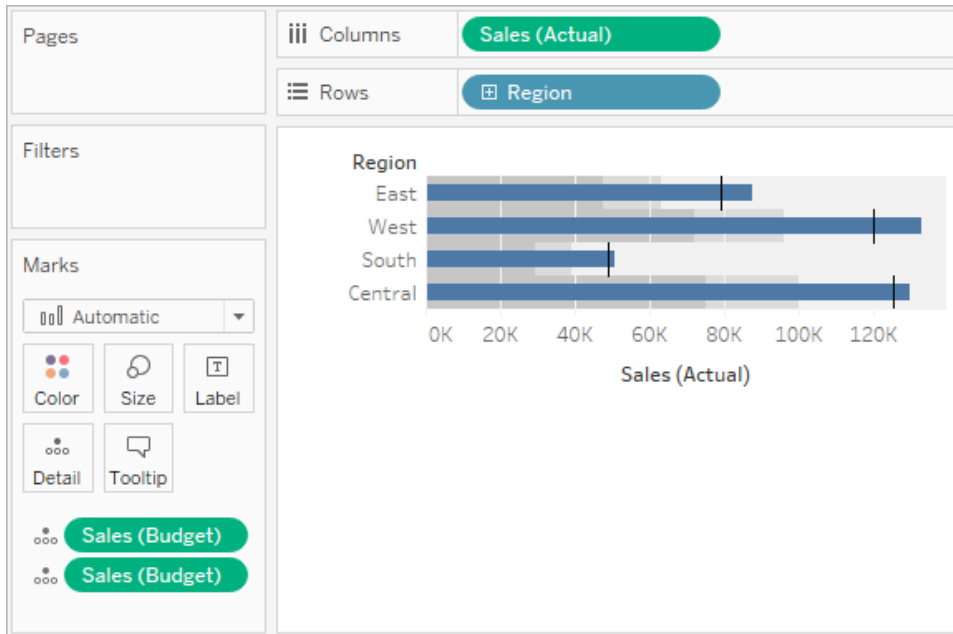 Pages
Columns
Sales (Actual)
Rows
Region
Filters
Marks
Automatic
Color
Size
T
Label
Detail
Tooltip
Sales (Budget)
Sales (Budget)
Region
East
West
South
Central
0K 20K 40K 60K 80K 100K 120K
Sales (Actual)